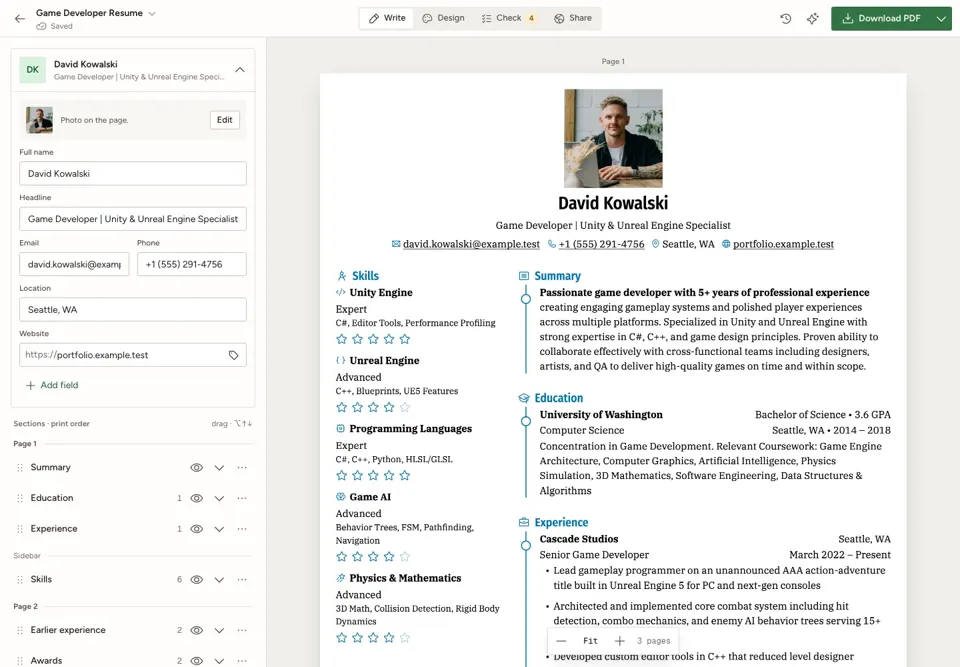 Game Developer Resume
Saved
Write
Design
Check 4
Share
Download PDF
DK
David Kowalski
Game Developer | Unity & Unreal Engine Speci...
Photo on the page.
Edit
Full name
David Kowalski
Headline
Game Developer | Unity & Unreal Engine Specialist
Email
Phone
david.kowalski@examp
+1 (555) 291-4756
Location
Seattle, WA
Website
https://portfolio.example.test
Add field
Sections · print order
drag · ⌥↑↓
Page 1
Summary
Education 1
Experience 1
Sidebar
Skills 6
Page 2
Earlier experience 2
Awards 2
Page 1
David Kowalski
Game Developer | Unity & Unreal Engine Specialist
david.kowalski@example.test +1 (555) 291-4756 Seattle, WA portfolio.example.test
Skills
Unity Engine
Expert
C#, Editor Tools, Performance Profiling
Unreal Engine
Advanced
C++, Blueprints, UE5 Features
Programming Languages
Expert
C#, C++, Python, HLSL/GLSL
Game AI
Advanced
Behavior Trees, FSM, Pathfinding,
Navigation
Physics & Mathematics
Advanced
3D Math, Collision Detection, Rigid Body
Dynamics
Summary
Passionate game developer with 5+ years of professional experience
creating engaging gameplay systems and polished player experiences
across multiple platforms. Specialized in Unity and Unreal Engine with
strong expertise in C#, C++, and game design principles. Proven ability to
collaborate effectively with cross-functional teams including designers,
artists, and QA to deliver high-quality games on time and within scope.
Education
University of Washington Bachelor of Science • 3.6 GPA
Computer Science Seattle, WA • 2014 – 2018
Concentration in Game Development. Relevant Coursework: Game Engine
Architecture, Computer Graphics, Artificial Intelligence, Physics
Simulation, 3D Mathematics, Software Engineering, Data Structures &
Algorithms
Experience
Cascade Studios Seattle, WA
Senior Game Developer March 2022 – Present
• Lead gameplay programmer on an unannounced AAA action-adventure
title built in Unreal Engine 5 for PC and next-gen consoles
• Architected and implemented core combat system including hit
detection, combo mechanics, and enemy AI behavior trees serving 15+
• Developed custom editor tools in C++ that reduced level designer
Fit
3 pages